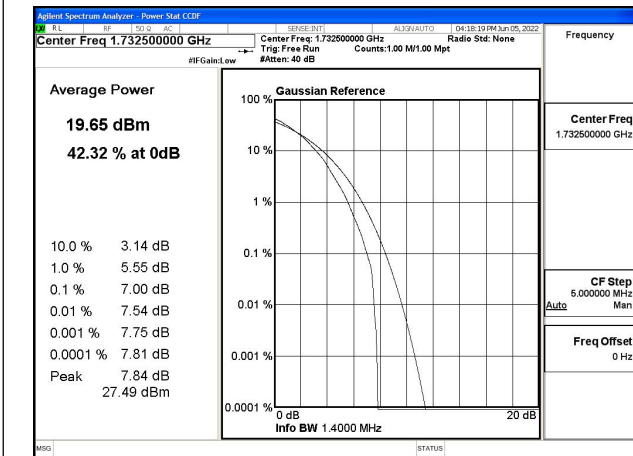 Agilent Spectrum Analyzer - Power Stat CCDF
RL RF 50 Ω AC SENSE:INT ALIGN AUTO 04:18:19 PM Jun 05, 2022
Center Freq 1.732500000 GHz
Center Freq: 1.732500000 GHz Radio Std: None
Trig: Free Run Counts:1.00 M/1.00 Mpt
#IFGain:Low #Atten: 40 dB
Frequency
Average Power
19.65 dBm
42.32 % at 0dB
10.0 % 3.14 dB
1.0 % 5.55 dB
0.1 % 7.00 dB
0.01 % 7.54 dB
0.001 % 7.75 dB
0.0001 % 7.81 dB
Peak 7.84 dB
27.49 dBm
Gaussian Reference
100 %
10 %
1 %
0.1 %
0.01 %
0.001 %
0.0001 %
0 dB 20 dB
Info BW 1.4000 MHz
Center Freq
1.732500000 GHz
CF Step
5.000000 MHz
Auto Man
Freq Offset
0 Hz
MSG STATUS